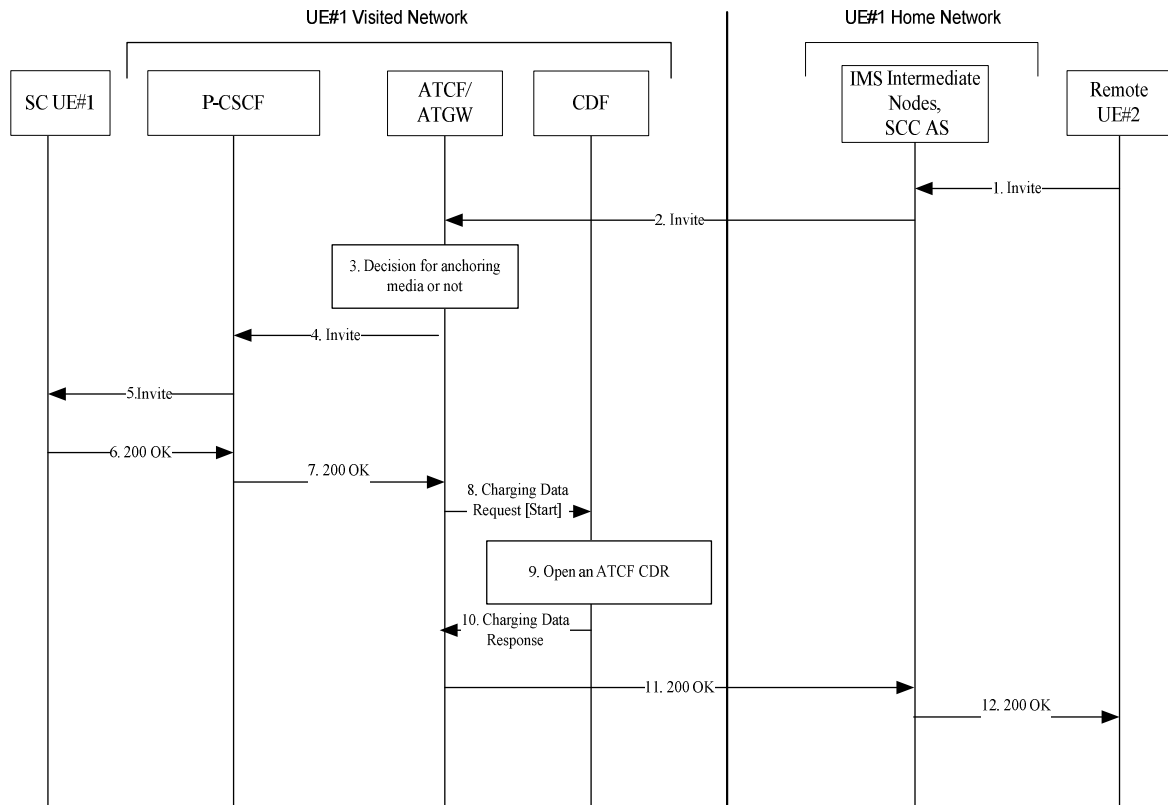 UE#1 Visited Network
UE#1 Home Network
SC UE#1
P-CSCF
ATCF/
ATGW
CDF
IMS Intermediate
Nodes,
SCC AS
Remote
UE#2
1. Invite
2. Invite
3. Decision for anchoring
media or not
4. Invite
5.Invite
6. 200 OK
7. 200 OK
8. Charging Data
Request [Start]
9. Open an ATCF CDR
10. Charging Data
Response
11. 200 OK
12. 200 OK